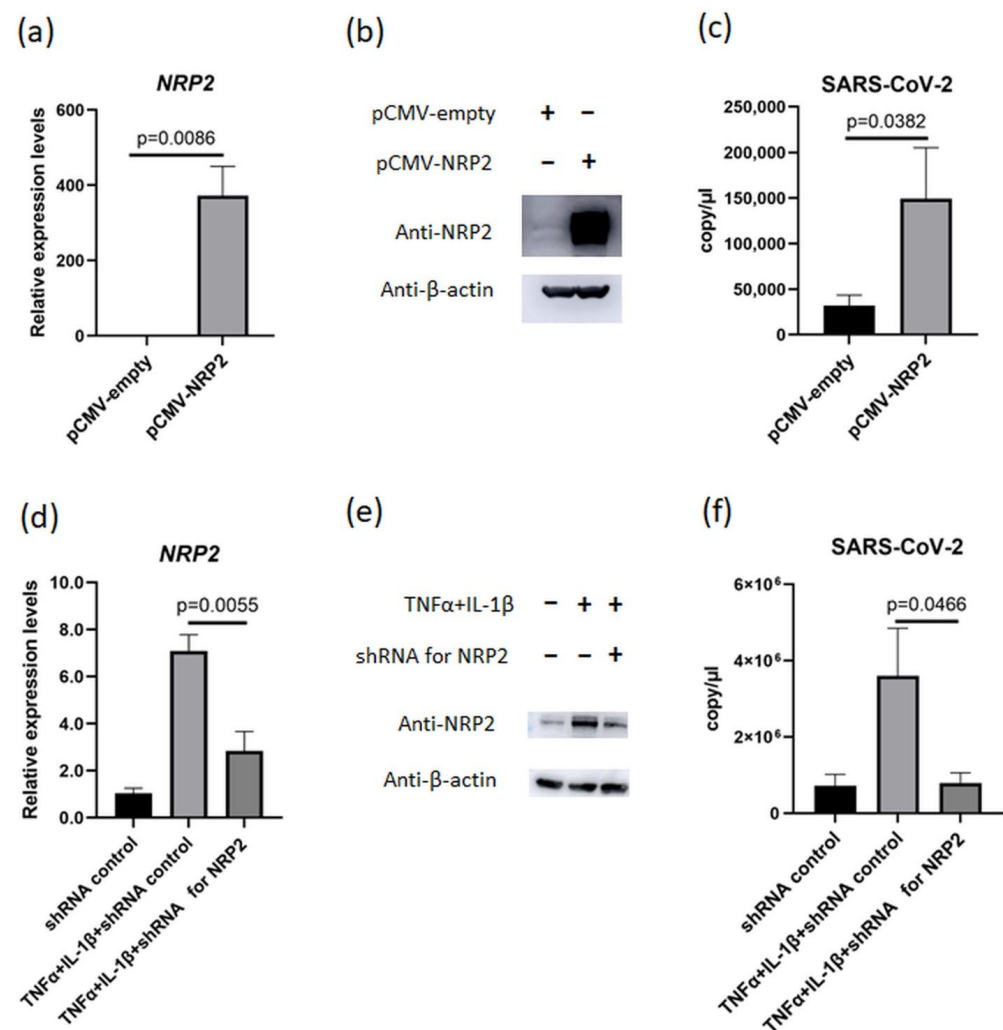 (a)
NRP2
Relative expression levels
600
400
200
0
p=0.0086
pCMV-empty
pCMV-NRP2
(b)
pCMV-empty + −
pCMV-NRP2 − +
Anti-NRP2
Anti-β-actin
(c)
SARS-CoV-2
copy/µl
250,000
200,000
150,000
100,000
50,000
0
p=0.0382
pCMV-empty
pCMV-NRP2
(d)
NRP2
Relative expression levels
10.0
8.0
6.0
4.0
2.0
0.0
p=0.0055
shRNA control
TNFα+IL-1β+shRNA control
TNFα+IL-1β+shRNA for NRP2
(e)
TNFα+IL-1β − + +
shRNA for NRP2 − − +
Anti-NRP2
Anti-β-actin
(f)
SARS-CoV-2
copy/µl
6×10⁶
4×10⁶
2×10⁶
0
p=0.0466
shRNA control
TNFα+IL-1β+shRNA control
TNFα+IL-1β+shRNA for NRP2